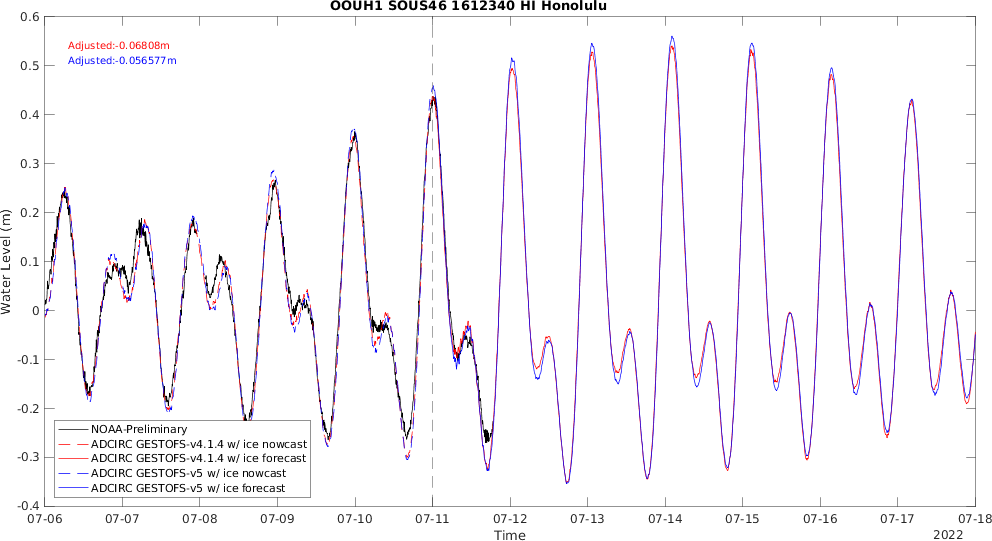 OOUH1 SOUS46 1612340 HI Honolulu
Adjusted:-0.06808m
Adjusted:-0.056577m
0.6
0.5
0.4
0.3
0.2
0.1
0
-0.1
-0.2
-0.3
-0.4
Water Level (m)
NOAA-Preliminary
ADCIRC GESTOFS-v4.1.4 w/ ice nowcast
ADCIRC GESTOFS-v4.1.4 w/ ice forecast
ADCIRC GESTOFS-v5 w/ ice nowcast
ADCIRC GESTOFS-v5 w/ ice forecast
07-06 07-07 07-08 07-09 07-10 07-11 07-12 07-13 07-14 07-15 07-16 07-17 07-18
Time
2022